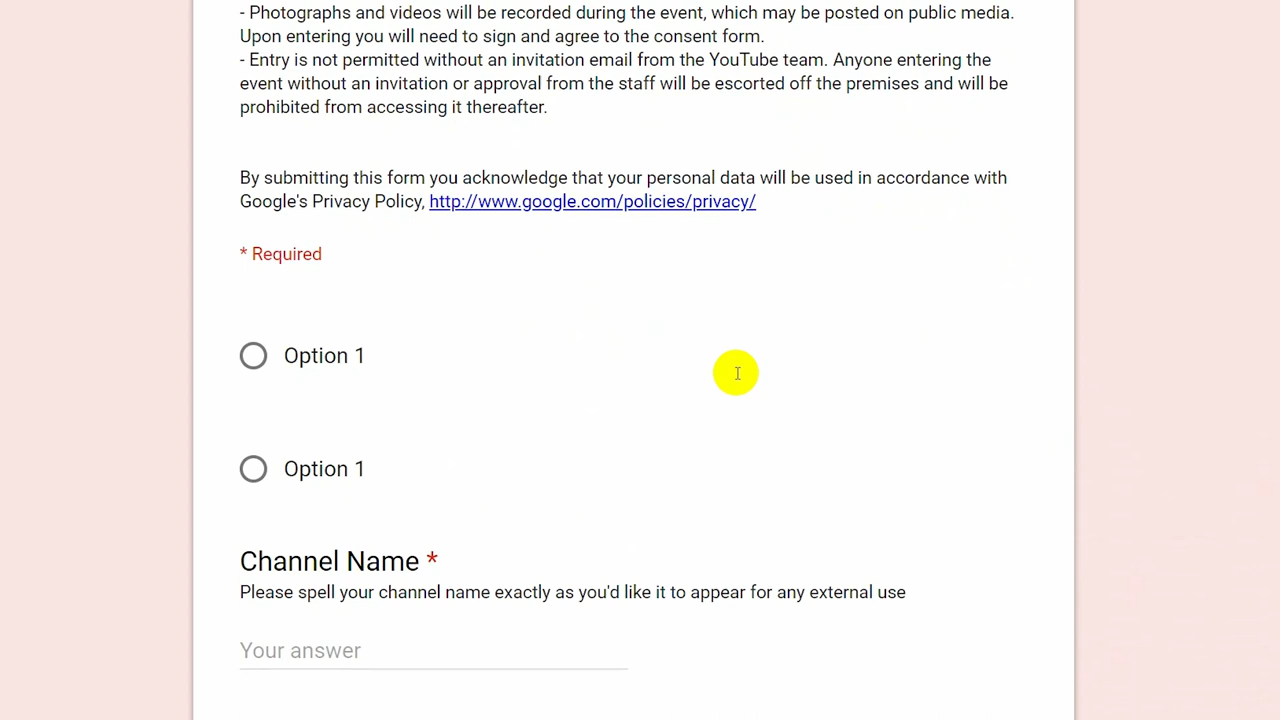 - Photographs and videos will be recorded during the event, which may be posted on public media.
Upon entering you will need to sign and agree to the consent form.
- Entry is not permitted without an invitation email from the YouTube team. Anyone entering the
event without an invitation or approval from the staff will be escorted off the premises and will be
prohibited from accessing it thereafter.
By submitting this form you acknowledge that your personal data will be used in accordance with
Google's Privacy Policy, http://www.google.com/policies/privacy/
* Required
Option 1
Option 1
Channel Name *
Please spell your channel name exactly as you'd like it to appear for any external use
Your answer